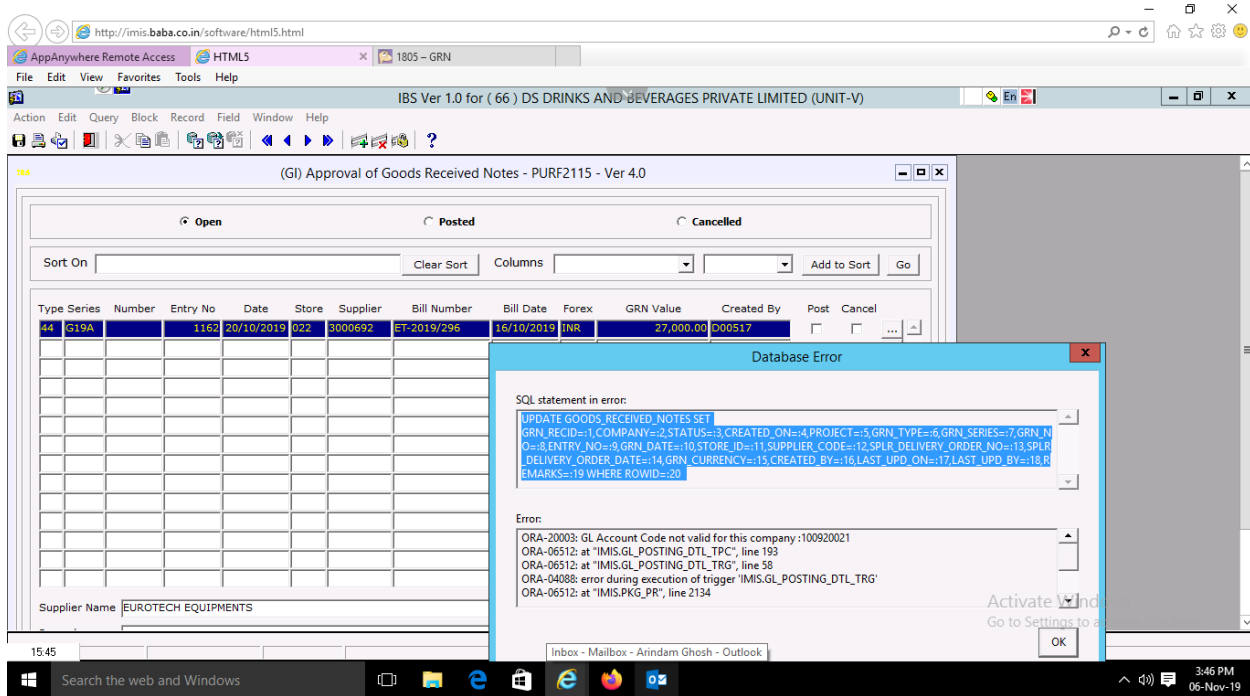 http://imis.baba.co.in/software/html5.html
AppAnywhere Remote Access HTML5 1805 – GRN
File Edit View Favorites Tools Help
IBS Ver 1.0 for ( 66 ) DS DRINKS AND BEVERAGES PRIVATE LIMITED (UNIT-V) En
Action Edit Query Block Record Field Window Help
(GI) Approval of Goods Received Notes - PURF2115 - Ver 4.0
Open Posted Cancelled
Sort On Clear Sort Columns Add to Sort Go
Type Series Number Entry No Date Store Supplier Bill Number Bill Date Forex GRN Value Created By Post Cancel
44 G19A 1162 20/10/2019 022 3000692 ET-2019/296 16/10/2019 INR 27,000.00 D00517 ...
Database Error
SQL statement in error:
UPDATE GOODS_RECEIVED_NOTES SET
GRN_RECID=:1,COMPANY=:2,STATUS=:3,CREATED_ON=:4,PROJECT=:5,GRN_TYPE=:6,GRN_SERIES=:7,GRN_N
O=:8,ENTRY_NO=:9,GRN_DATE=:10,STORE_ID=:11,SUPPLIER_CODE=:12,SPLR_DELIVERY_ORDER_NO=:13,SPLR
_DELIVERY_ORDER_DATE=:14,GRN_CURRENCY=:15,CREATED_BY=:16,LAST_UPD_ON=:17,LAST_UPD_BY=:18,R
EMARKS=:19 WHERE ROWID=:20
Error:
ORA-20003: GL Account Code not valid for this company :100920021
ORA-06512: at "IMIS.GL_POSTING_DTL_TPC", line 193
ORA-06512: at "IMIS.GL_POSTING_DTL_TRG", line 58
ORA-04088: error during execution of trigger 'IMIS.GL_POSTING_DTL_TRG'
ORA-06512: at "IMIS.PKG_PR", line 2134
Supplier Name EUROTECH EQUIPMENTS
Activate
Go to Settings to
OK
15:45
Inbox - Mailbox - Arindam Ghosh - Outlook
Search the web and Windows
3:46 PM
06-Nov-19